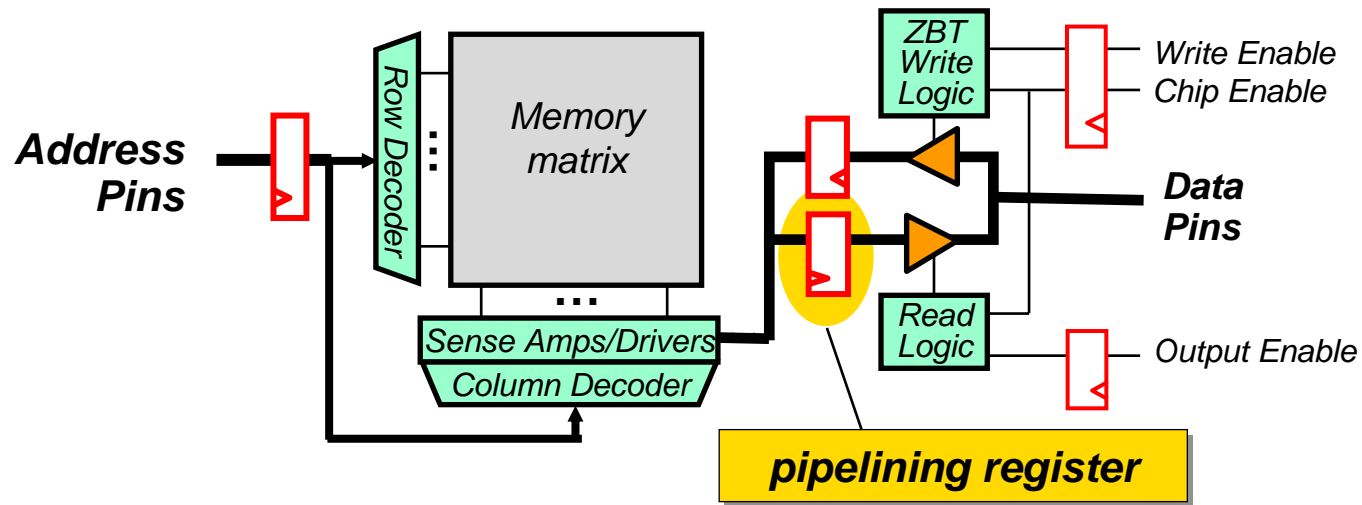 Address
Pins
Row Decoder
...
Memory
matrix
...
Sense Amps/Drivers
Column Decoder
ZBT
Write
Logic
Write Enable
Chip Enable
Data
Pins
Read
Logic
Output Enable
pipelining register